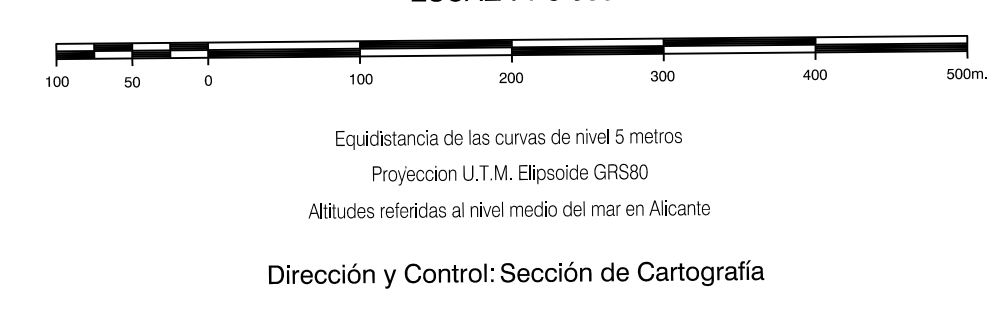 100 50 0 100 200 300 400 500m.
Equidistancia de las curvas de nivel 5 metros
Proyeccion U.T.M. Elipsoide GRS80
Altitudes referidas al nivel medio del mar en Alicante
Dirección y Control: Sección de Cartografía